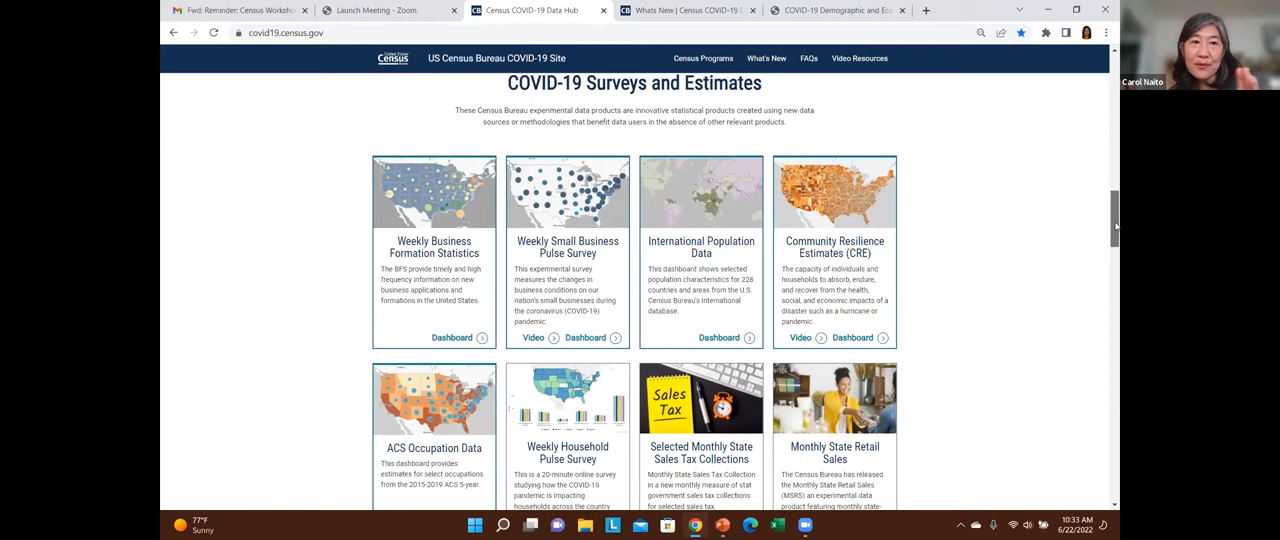 Fwd: Reminder: Census Worksho
Launch Meeting - Zoom
Census COVID-19 Data Hub
Whats New | Census COVID-19 D
COVID-19 Demographic and Eco
covid19.census.gov
United States
Census
US Census Bureau COVID-19 Site
Census Programs
What's New
FAQs
Video Resources
Carol Naito
COVID-19 Surveys and Estimates
These Census Bureau experimental data products are innovative statistical products created using new data
sources or methodologies that benefit data users in the absence of other relevant products.
Weekly Business
Formation Statistics
The BFS provide timely and high
frequency information on new
business applications and
formations in the United States.
Dashboard
Weekly Small Business
Pulse Survey
This experimental survey
measures the changes in
business conditions on our
nation's small businesses during
the coronavirus (COVID-19)
pandemic.
Video
Dashboard
International Population
Data
This dashboard shows selected
population characteristics for 228
countries and areas from the U.S.
Census Bureau's International
database.
Dashboard
Community Resilience
Estimates (CRE)
The capacity of individuals and
households to absorb, endure,
and recover from the health,
social, and economic impacts of a
disaster such as a hurricane or
pandemic.
Video
Dashboard
ACS Occupation Data
This dashboard provides
estimates for select occupations
from the 2015-2019 ACS 5-year.
Weekly Household
Pulse Survey
This is a 20-minute online survey
studying how the COVID-19
pandemic is impacting
households across the country
Sales
Tax
Selected Monthly State
Sales Tax Collections
Monthly State Sales Tax Collection
in a new monthly measure of stat
government sales tax collections
for selected sales tax.
Monthly State Retail
Sales
The Census Bureau has released
the Monthly State Retail Sales
(MSRS) an experimental data
product featuring monthly state-
77°F
Sunny
10:33 AM
6/22/2022